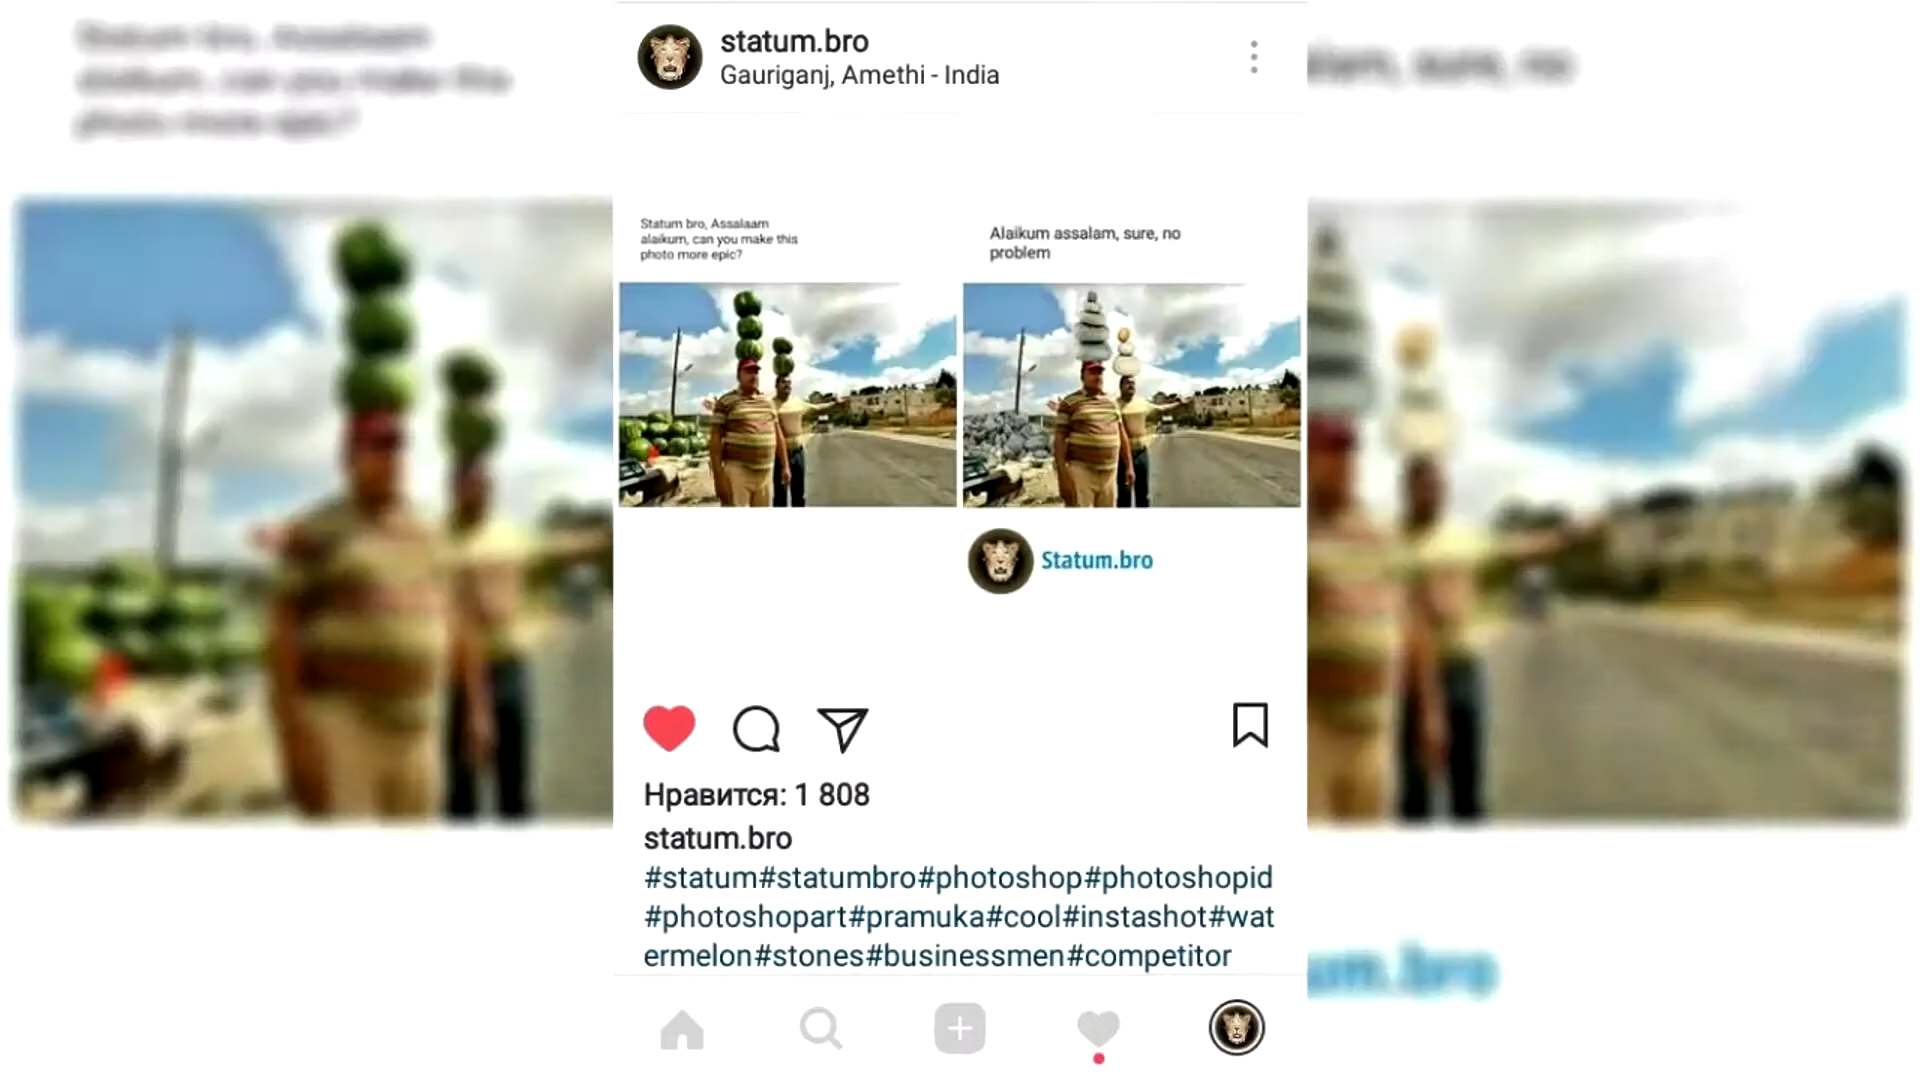 statum.bro
Gauriganj, Amethi - India
Statum bro, Assalaam
alaikum, can you make this
photo more epic?
Alaikum assalam, sure, no
problem
Statum.bro
Нравится: 1 808
statum.bro
#statum#statumbro#photoshop#photoshopid
#photoshopart#pramuka#cool#instashot#wat
ermelon#stones#businessmen#competitor